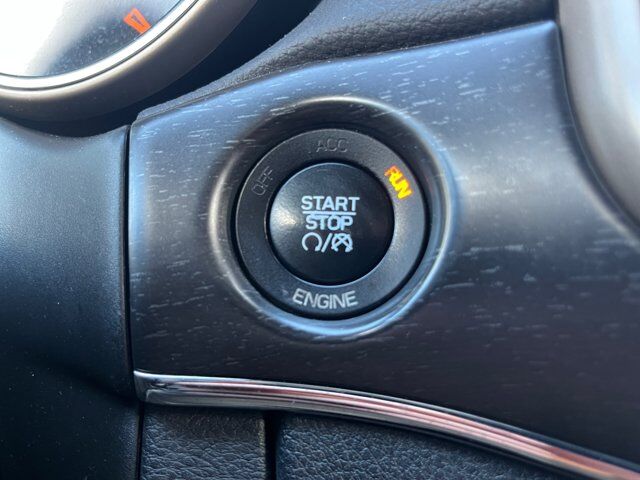 OFF
ACC
RUN
START
STOP
ENGINE